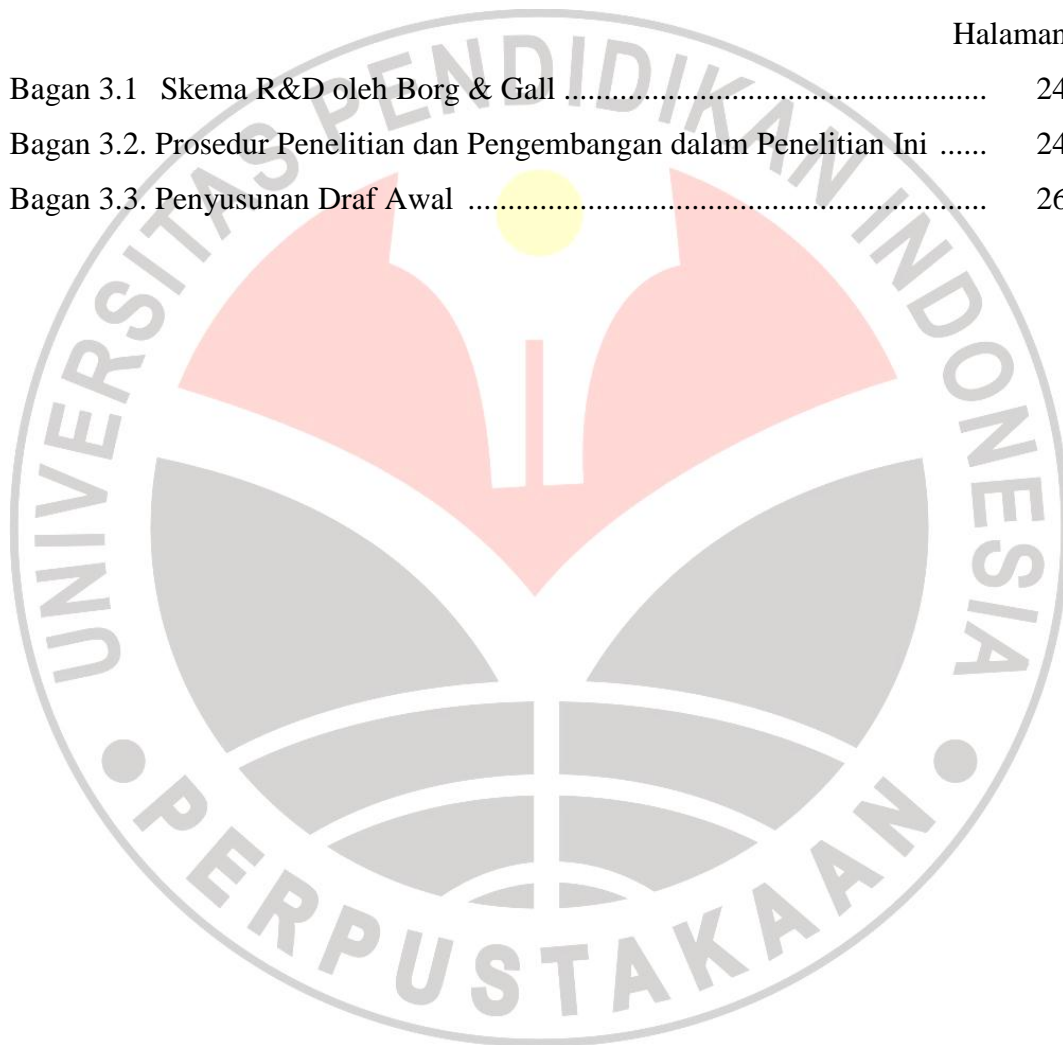 Halaman
Bagan 3.1 Skema R&D oleh Borg & Gall .................................................... 24
Bagan 3.2. Prosedur Penelitian dan Pengembangan dalam Penelitian Ini ...... 24
Bagan 3.3. Penyusunan Draf Awal ................................................................ 26
UNIVERSITAS PENDIDIKAN INDONESIA
PERPUSTAKAAN